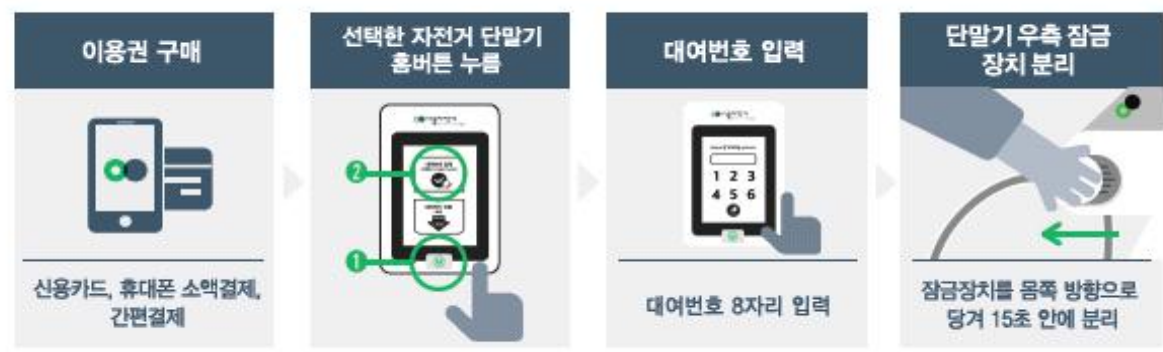 이용권 구매
신용카드, 휴대폰 소액결제,
간편결제
선택한 자전거 단말기
홈버튼 누름
2
1
대여번호 입력
1 2 3
4 5 6
대여번호 8자리 입력
단말기 우측 잠금
장치 분리
잠금장치를 몸쪽 방향으로
당겨 15초 안에 분리